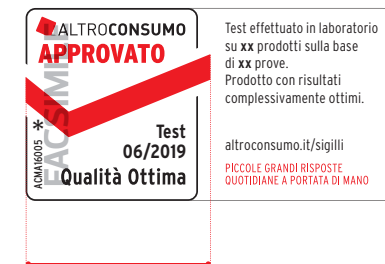 ALTROCONSUMO
APPROVATO
FACSIMILE
ACMA16005 *
Test
06/2019
Qualità Ottima
Test effettuato in laboratorio
su xx prodotti sulla base
di xx prove.
Prodotto con risultati
complessivamente ottimi.
altroconsumo.it/sigilli
PICCOLE GRANDI RISPOSTE
QUOTIDIANE A PORTATA DI MANO